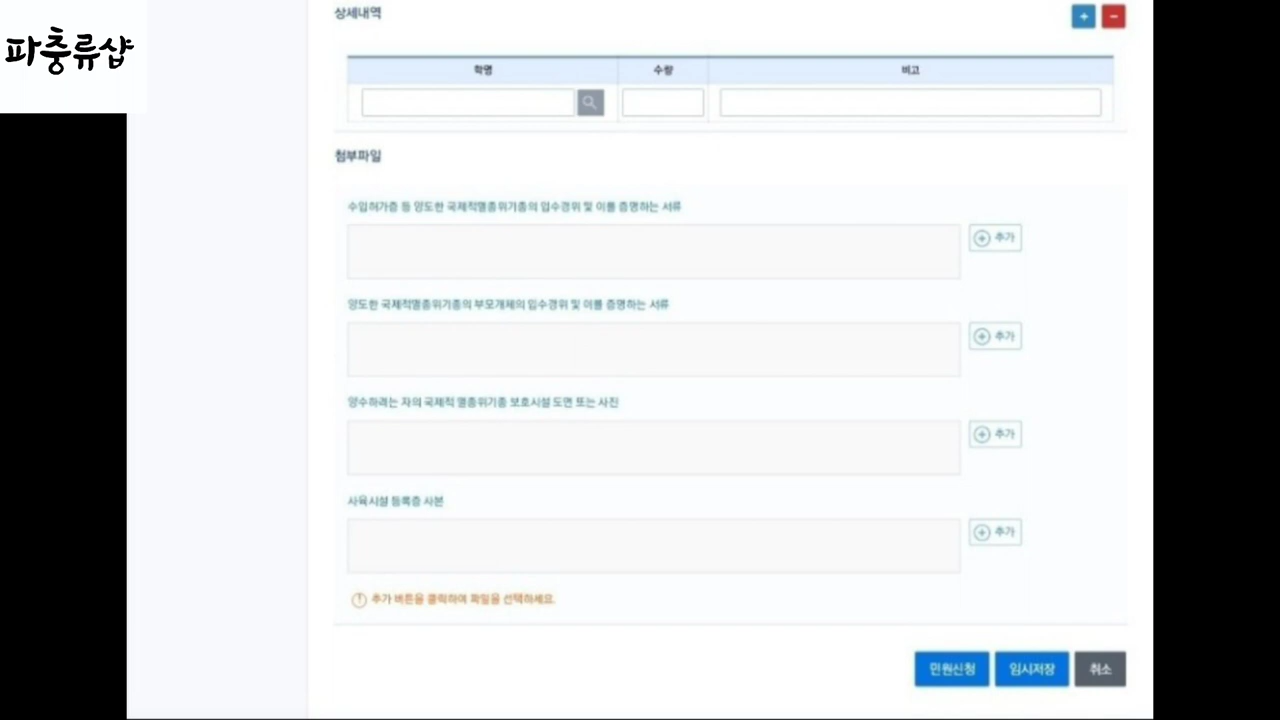 파충류샵
상세내역
학명 수량 비고
첨부파일
수입허가증 등 양도한 국제적멸종위기종의 입수경위 및 이를 증명하는 서류
추가
양도한 국제적멸종위기종의 부모개체의 입수경위 및 이를 증명하는 서류
추가
양수하려는 자의 국제적 멸종위기종 보호시설 도면 또는 사진
추가
사육시설 등록증 사본
추가
추가 버튼을 클릭하여 파일을 선택하세요.
민원신청 임시저장 취소